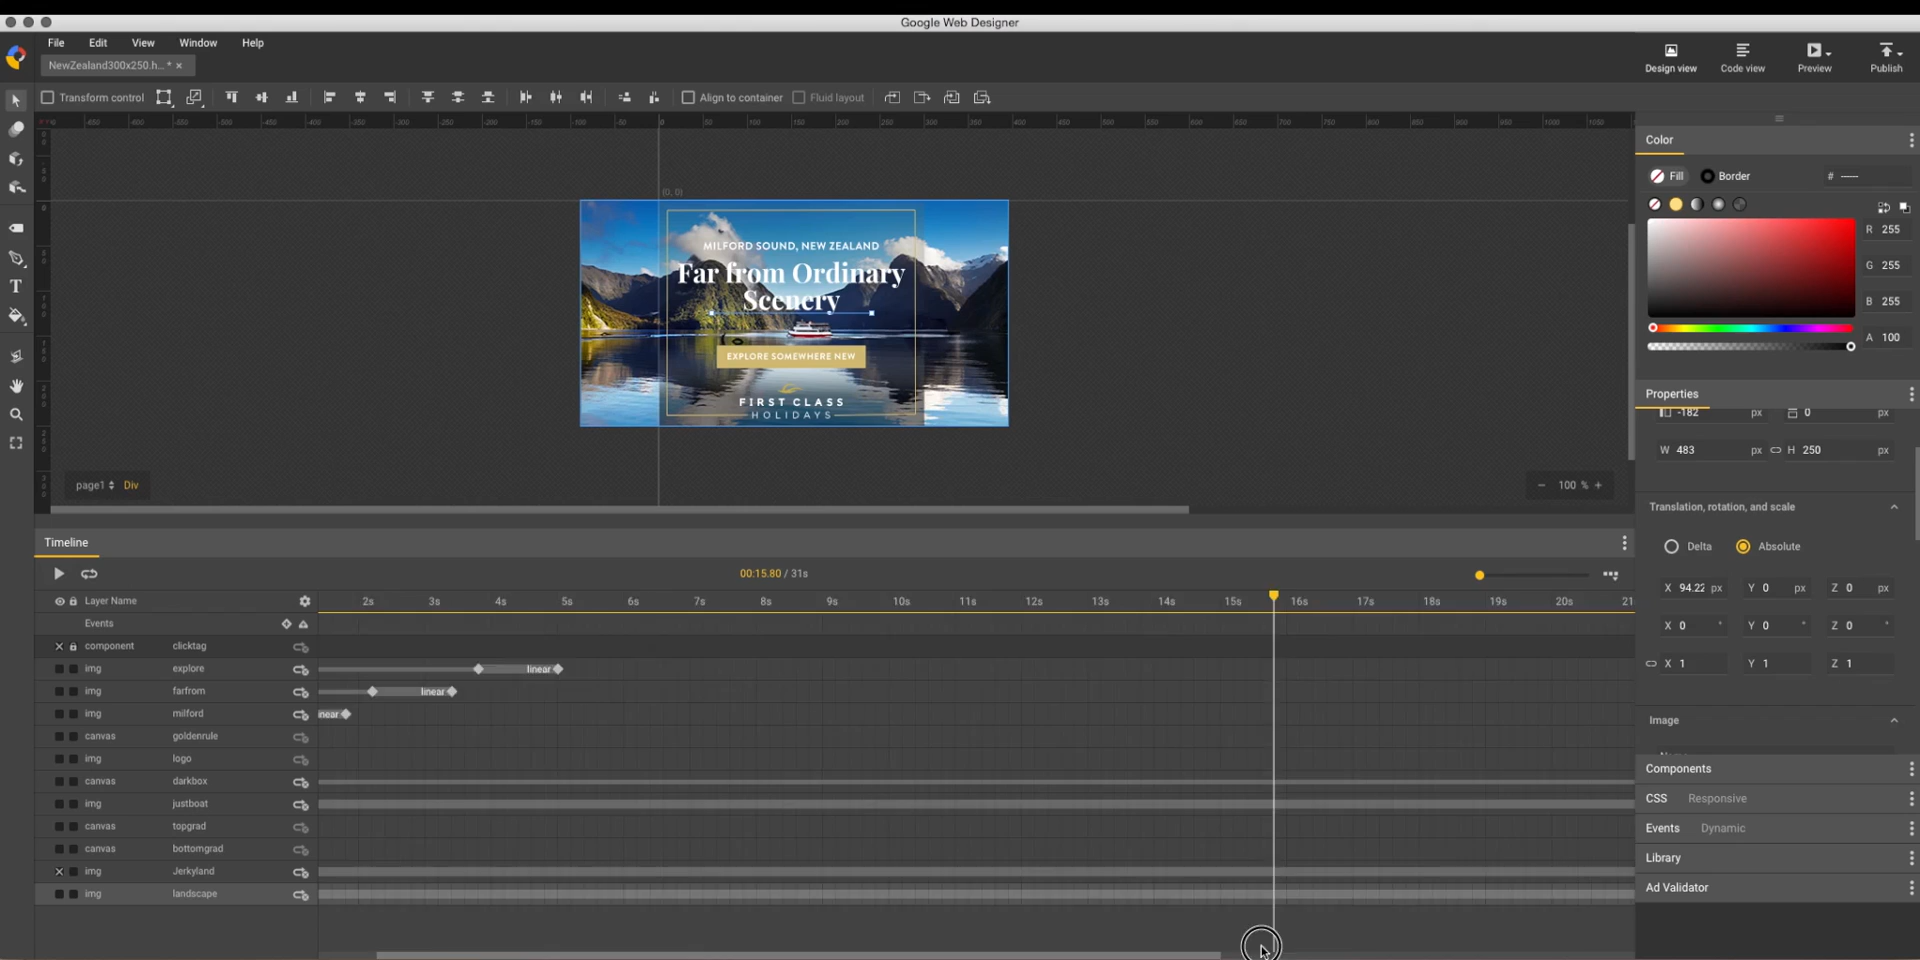 Google Web Designer
File Edit View Window Help
NewZealand300x250.h... * ×
Design view Code view Preview Publish
Transform control Align to container Fluid layout
(0, 0)
MILFORD SOUND, NEW ZEALAND
Far from Ordinary
Scenery
EXPLORE SOMEWHERE NEW
FIRST CLASS
HOLIDAYS
page1 Div
− 100 % +
Color
Fill Border #
R 255
G 255
B 255
A 100
Properties
-182 px 0 px
W 483 px H 250 px
Translation, rotation, and scale
Delta Absolute
X 94.22 px Y 0 px Z 0 px
X 0 ° Y 0 ° Z 0 °
X 1 Y 1 Z 1
Image
Components
CSS Responsive
Events Dynamic
Library
Ad Validator
Timeline
00:15.80 / 31s
Layer Name 2s 3s 4s 5s 6s 7s 8s 9s 10s 11s 12s 13s 14s 15s 16s 17s 18s 19s 20s 21
Events
component clicktag
img explore linear
img farfrom linear
img milford inear
canvas goldenrule
img logo
canvas darkbox
img justboat
canvas topgrad
canvas bottomgrad
img Jerkyland
img landscape